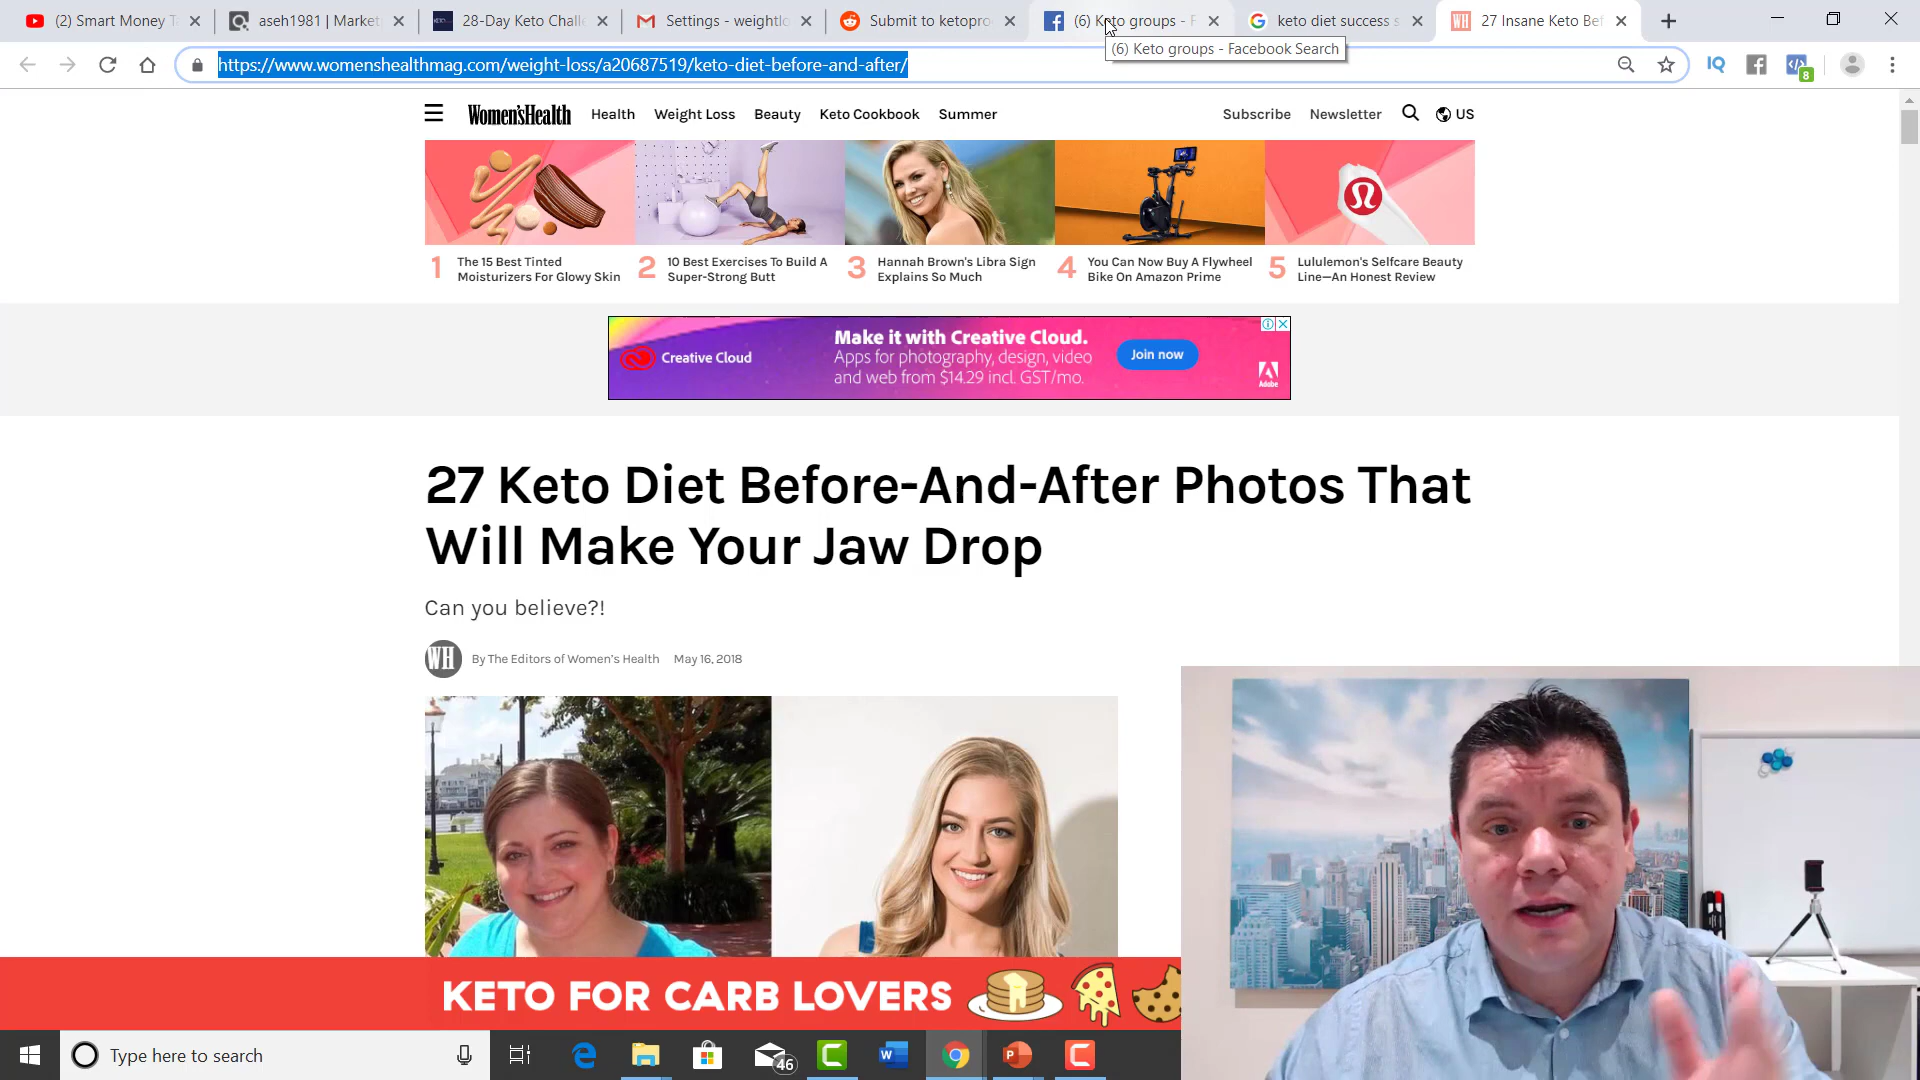 (2) Smart Money T
aseh1981 | Market
28-Day Keto Chall
Settings - weightlo
Submit to ketopro
(6) Keto groups - F
keto diet success s
27 Insane Keto Bef
(6) Keto groups - Facebook Search
https://www.womenshealthmag.com/weight-loss/a20687519/keto-diet-before-and-after/
IQ
8
Women'sHealth
Health
Weight Loss
Beauty
Keto Cookbook
Summer
Subscribe
Newsletter
US
1 The 15 Best Tinted
Moisturizers For Glowy Skin
2 10 Best Exercises To Build A
Super-Strong Butt
3 Hannah Brown's Libra Sign
Explains So Much
4 You Can Now Buy A Flywheel
Bike On Amazon Prime
5 Lululemon's Selfcare Beauty
Line—An Honest Review
Creative Cloud
Make it with Creative Cloud.
Apps for photography, design, video
and web from $14.29 incl. GST/mo.
Join now
Adobe
27 Keto Diet Before-And-After Photos That
Will Make Your Jaw Drop
Can you believe?!
WH
By The Editors of Women's Health
May 16, 2018
KETO FOR CARB LOVERS
Type here to search
46